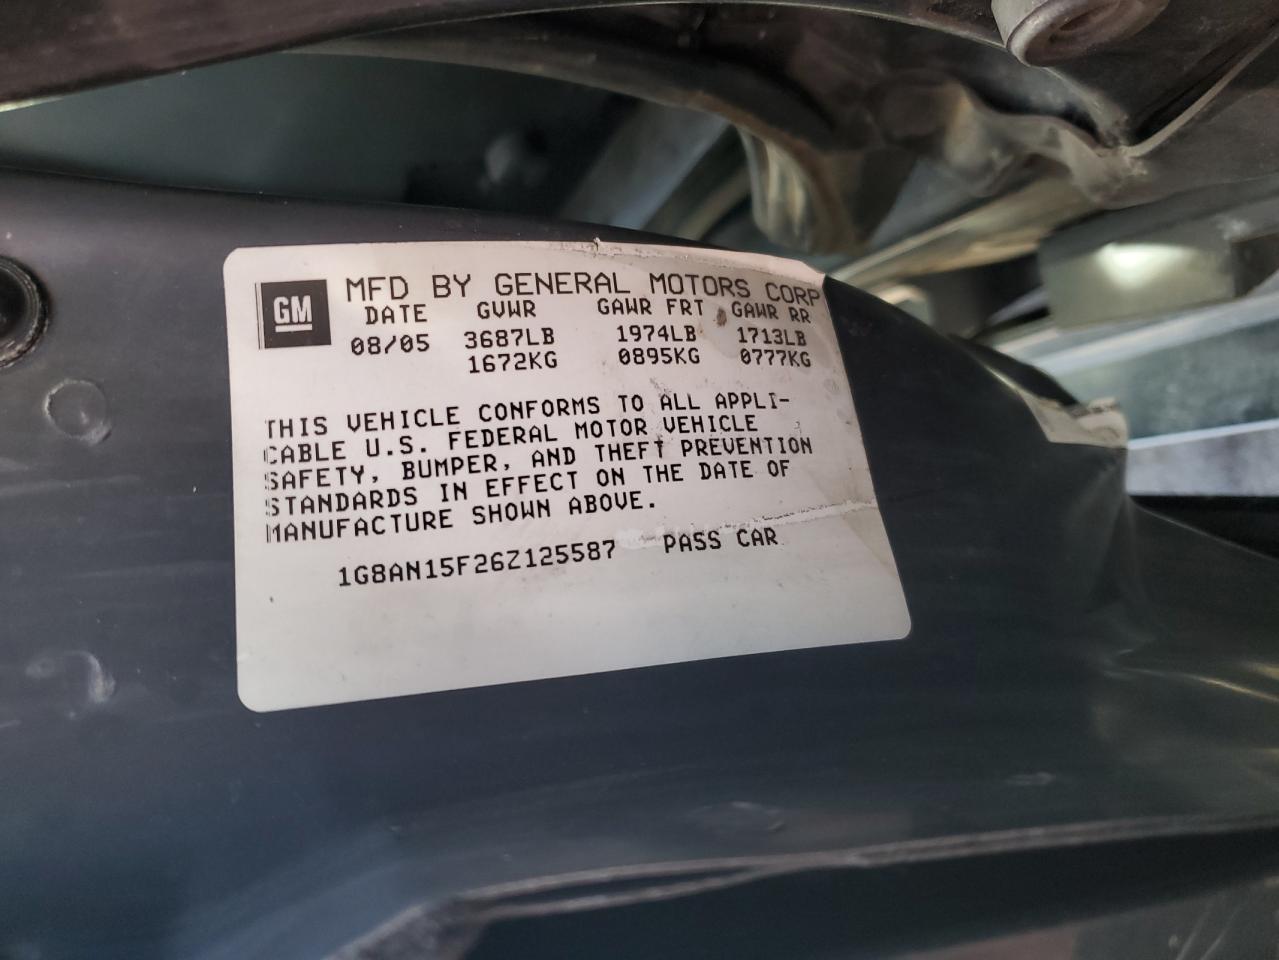 GM
MFD BY GENERAL MOTORS CORP
DATE GVWR GAWR FRT GAWR RR
08/05 3687LB 1974LB 1713LB
1672KG 0895KG 0777KG
THIS VEHICLE CONFORMS TO ALL APPLI-
CABLE U.S. FEDERAL MOTOR VEHICLE
SAFETY, BUMPER, AND THEFT PREVENTION
STANDARDS IN EFFECT ON THE DATE OF
MANUFACTURE SHOWN ABOVE.
1G8AN15F26Z125587 PASS CAR